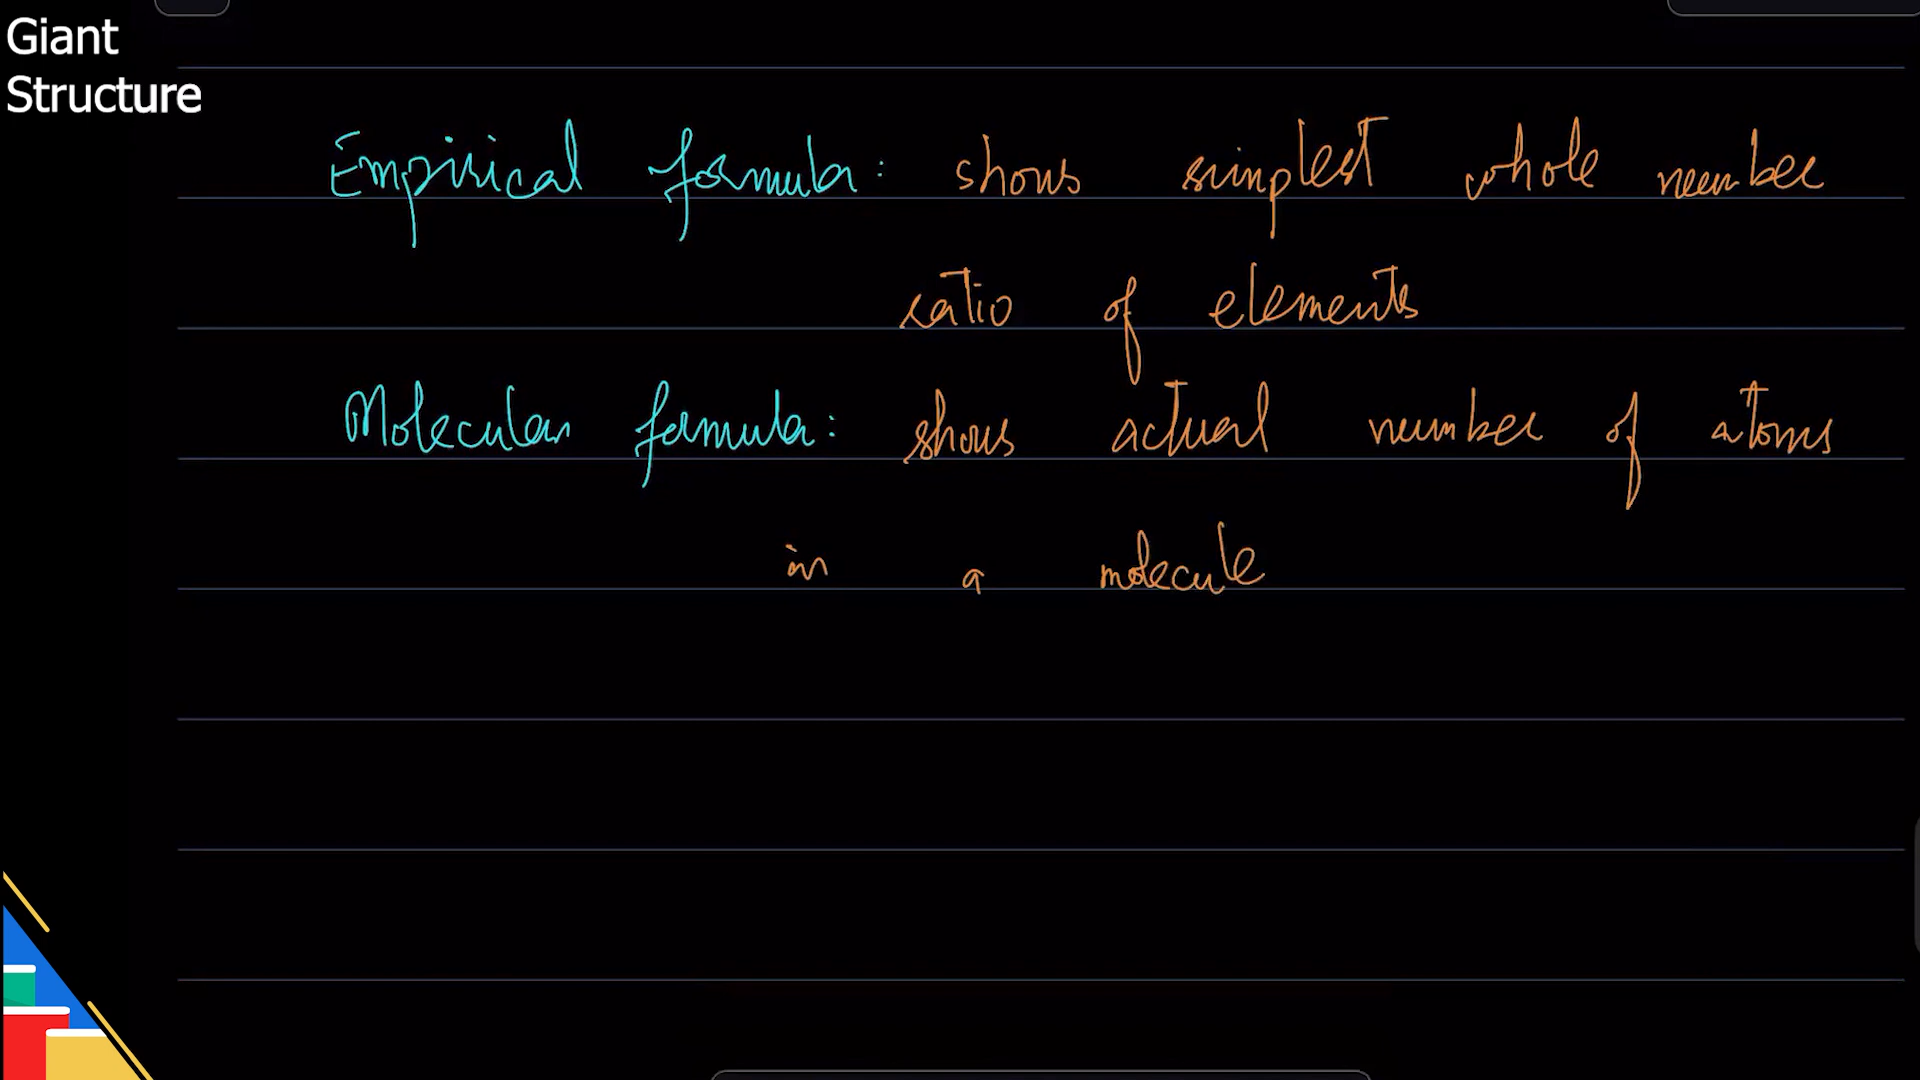 Giant
Structure
Empirical formula: shows simplest whole number
ratio of elements
Molecular formula: shows actual number of atoms
in a molecule